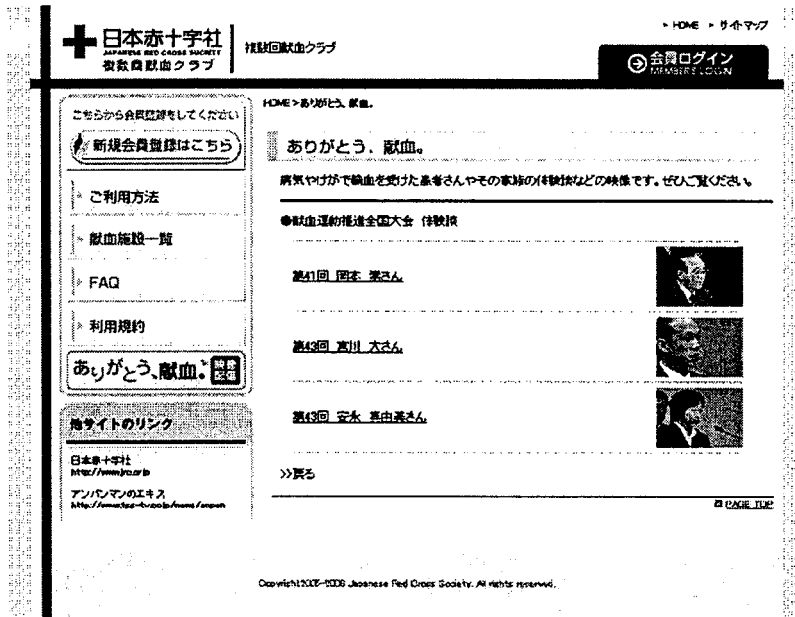 HOME サイトマップ
日本赤十字社
JAPANESE RED CROSS SOCIETY
複数回献血クラブ
複数回献血クラブ
会員ログイン
MEMBERS LOGIN
こちらから会員登録をしてください
新規会員登録はこちら
ご利用方法
献血施設一覧
FAQ
利用規約
ありがとう、献血。
他サイトのリンク
日本赤十字社
アンパンマンのエキス
HOME > ありがとう、献血。
ありがとう、献血。
病気やけがで輸血を受けた患者さんやその家族の体験談などの映像です。ぜひご覧ください。
●献血運動推進全国大会 体験談
第41回 岡本 さん
第43回 宮川 大さん
第43回 安永 真由美さん
>>戻る
PAGE TOP
Copyright2005-2006 Japanese Red Cross Society. All rights reserved.